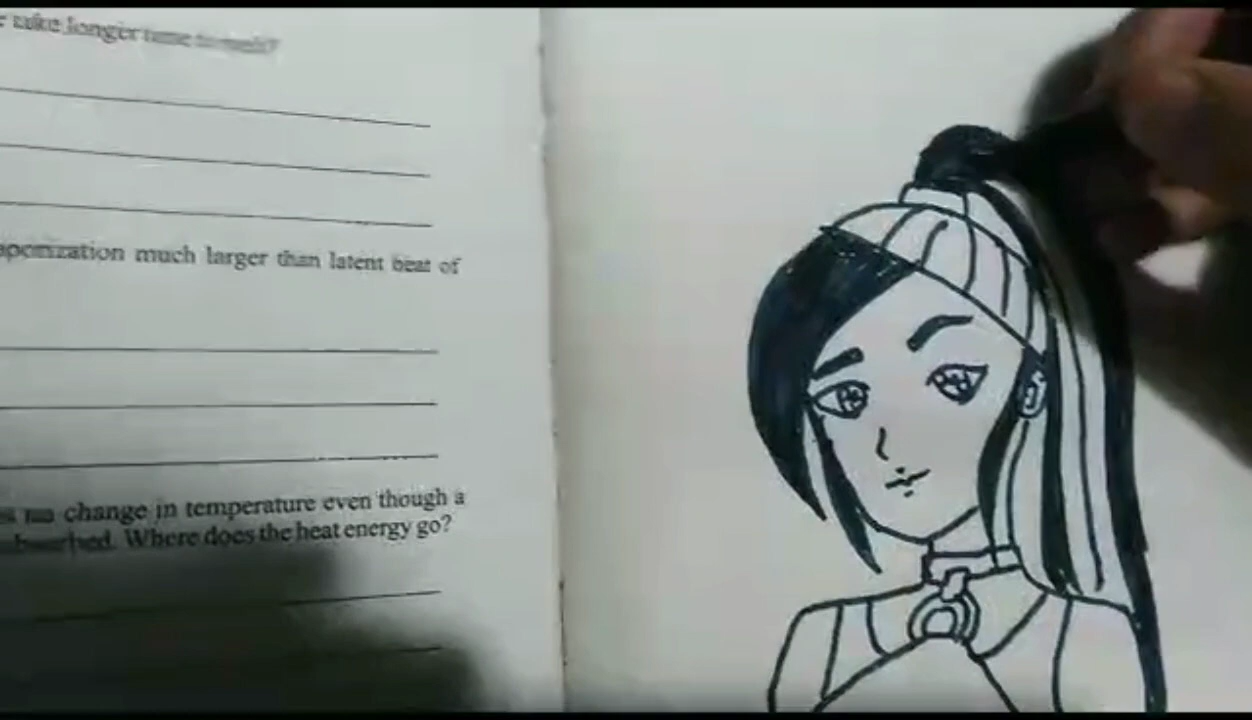 take longer time to melt?
much larger than latent heat of
change in temperature even though a
Where does the heat energy go?